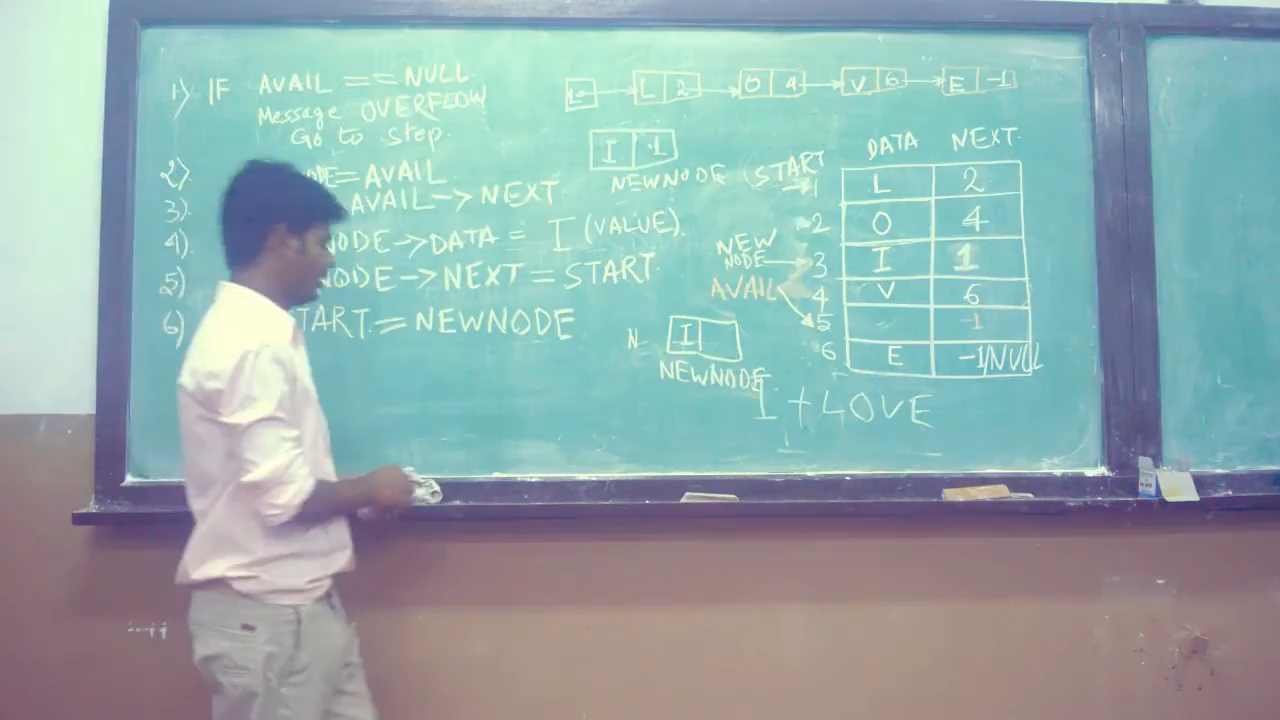 1) IF AVAIL == NULL
Message OVERFLOW
Go to step
2) NODE = AVAIL
3) AVAIL -> NEXT
4) NODE -> DATA = I (VALUE).
5) NODE -> NEXT = START
6) TART = NEWNODE
L 2 O 4 V 6 E -1
I 1
NEWNODE (START
DATA NEXT
1 L 2
2 O 4
NEW NODE 3 I 1
AVAIL 4 V 6
5 -1
6 E -1/NULL
N I
NEWNODE
I + LOVE